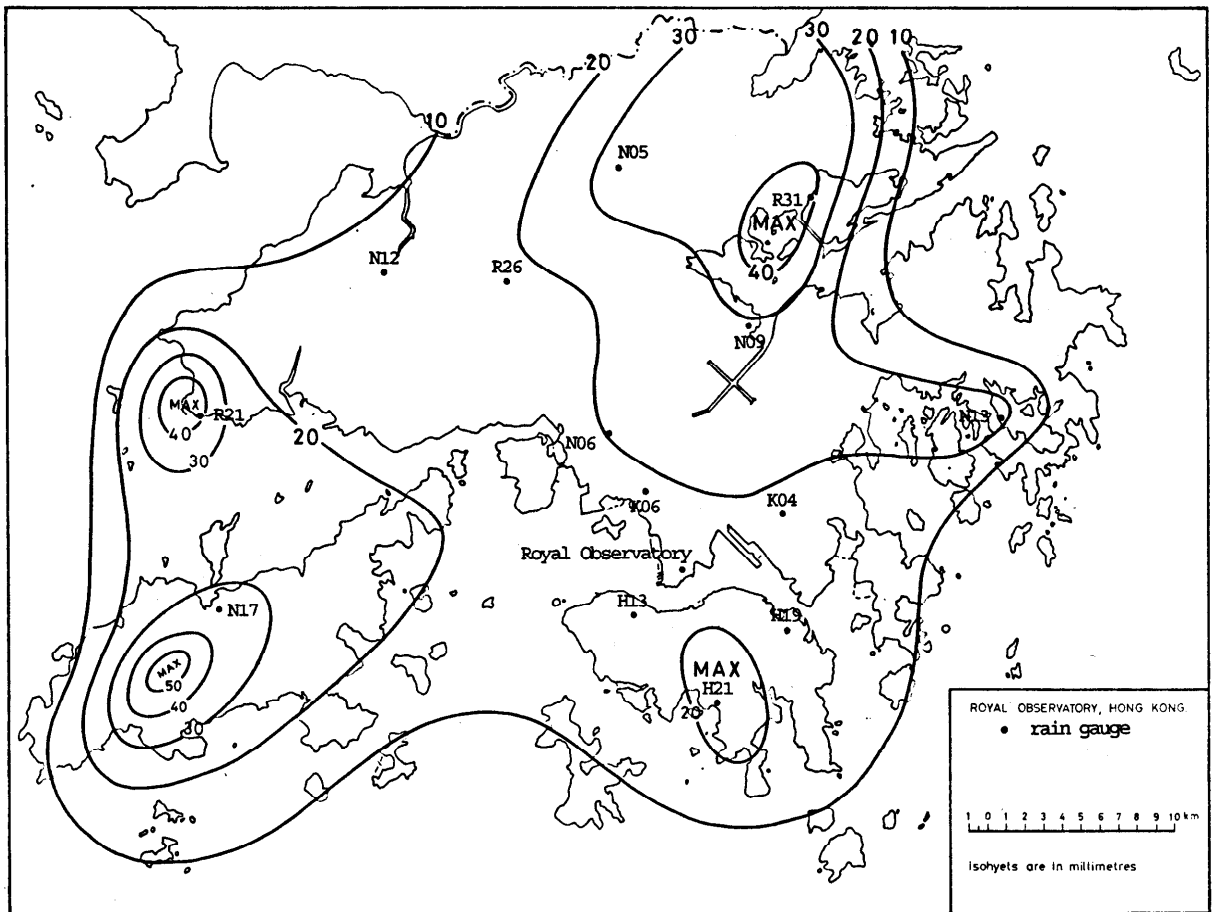 30
30
20
10
20
10
N05
R31
MAX
40
N12
R26
N09
MAX
R21
40
30
20
N13
N06
K06
K04
Royal Observatory
N17
H13
H19
MAX
50
40
30
MAX
H21
20
ROYAL OBSERVATORY, HONG KONG.
rain gauge
1 0 1 2 3 4 5 6 7 8 9 10 km
Isohyets are in millimetres